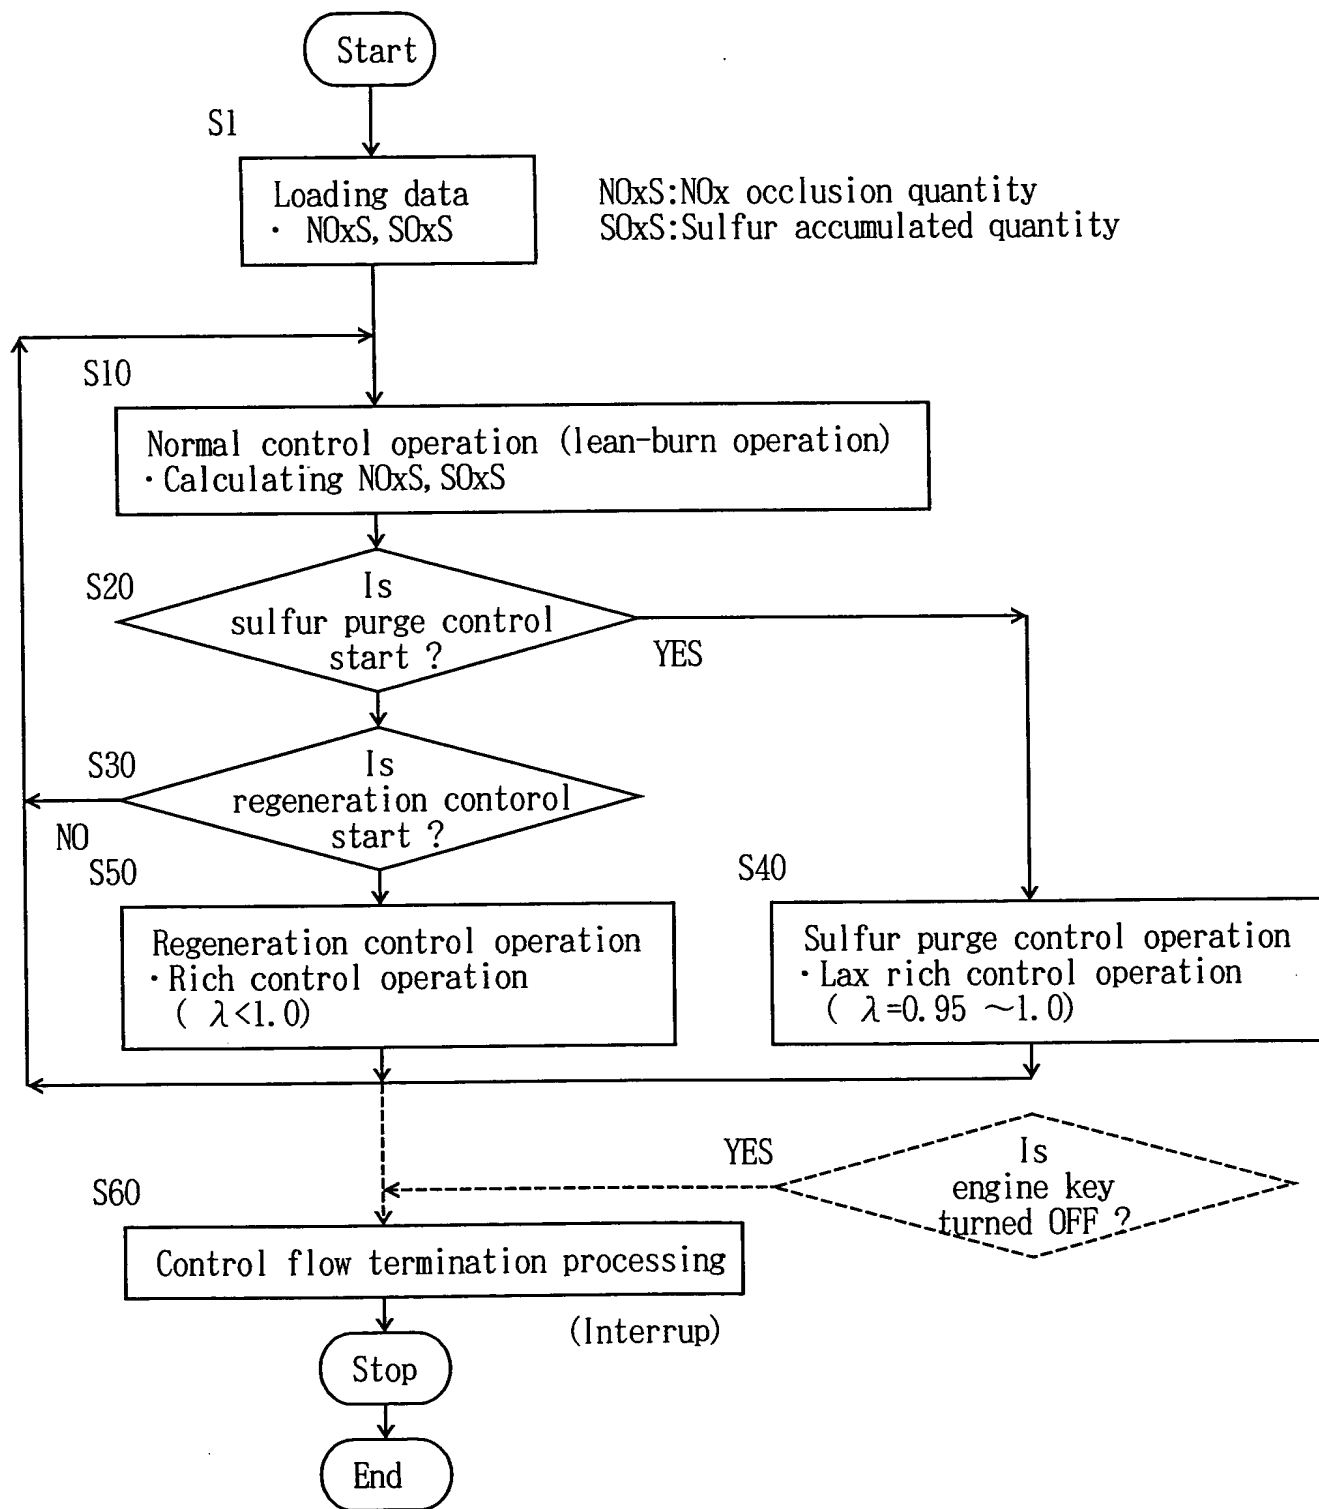 Start
S1
Loading data
・ NOxS, SOxS
NOxS:NOx occlusion quantity
SOxS:Sulfur accumulated quantity
S10
Normal control operation (lean-burn operation)
・Calculating NOxS, SOxS
S20
Is
sulfur purge control
start ?
YES
S30
Is
regeneration contorol
start ?
NO
S50
Regeneration control operation
・Rich control operation
( λ<1.0)
S40
Sulfur purge control operation
・Lax rich control operation
( λ=0.95 ～1.0)
YES
Is
engine key
turned OFF ?
S60
Control flow termination processing
(Interrup)
Stop
End